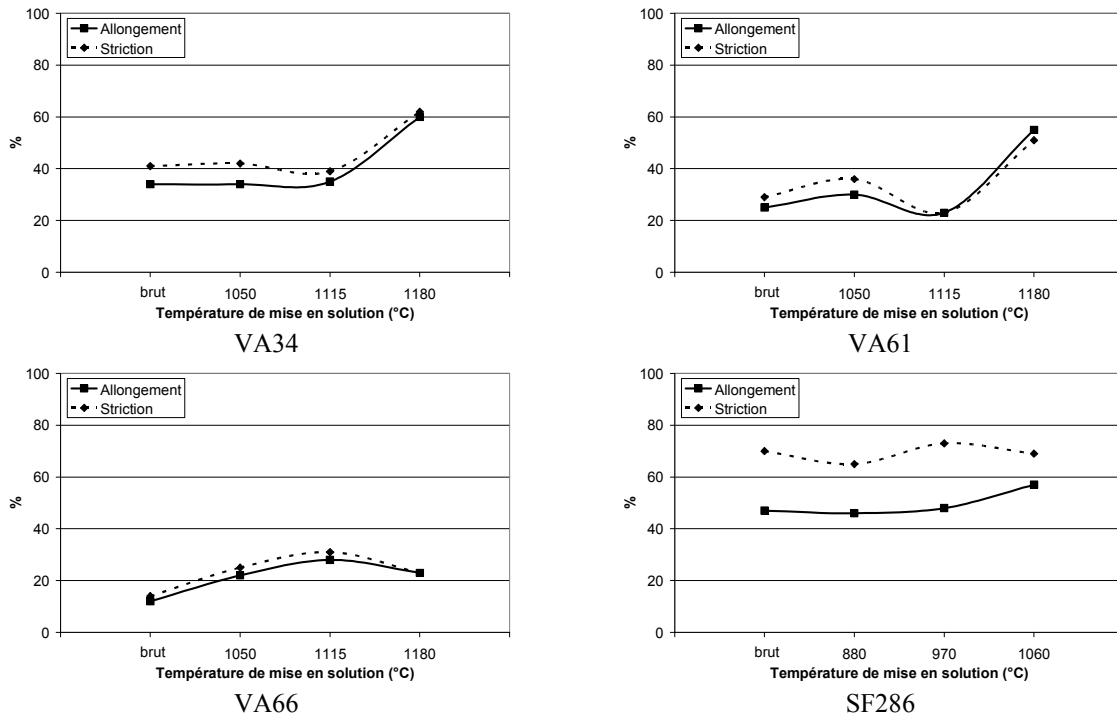 100
80
60
40
20
0
%
Allongement
Striction
brut 1050 1115 1180
Température de mise en solution (°C)
VA34
100
80
60
40
20
0
%
Allongement
Striction
brut 1050 1115 1180
Température de mise en solution (°C)
VA61
100
80
60
40
20
0
%
Allongement
Striction
brut 1050 1115 1180
Température de mise en solution (°C)
VA66
100
80
60
40
20
0
%
Allongement
Striction
brut 880 970 1060
Température de mise en solution (°C)
SF286